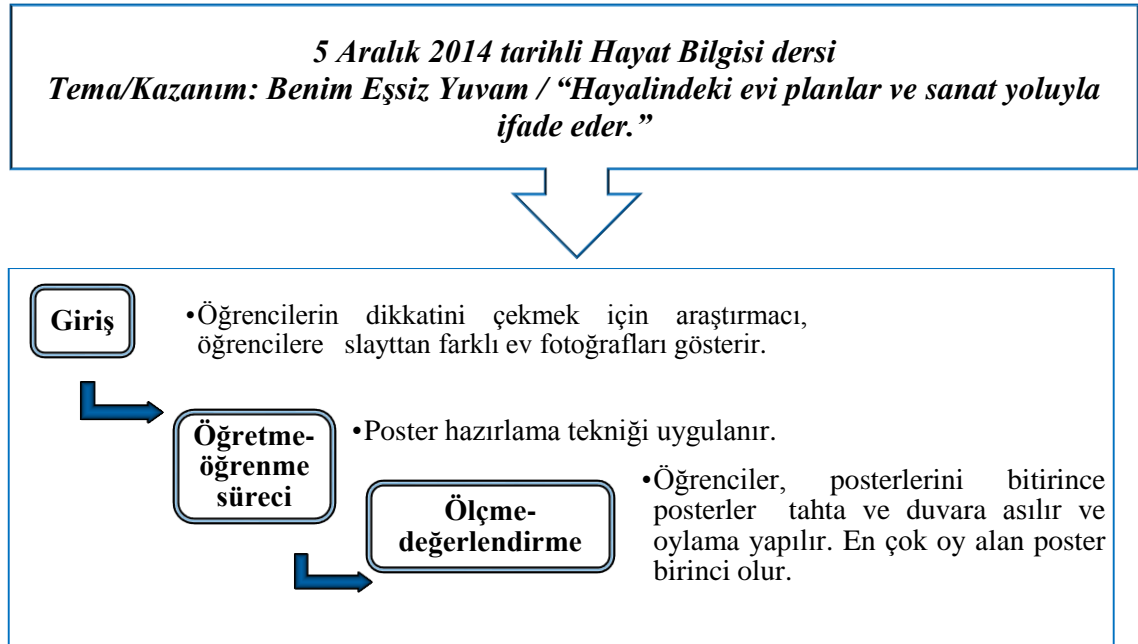 5 Aralık 2014 tarihli Hayat Bilgisi dersi
Tema/Kazanım: Benim Eşsiz Yuvam / “Hayalindeki evi planlar ve sanat yoluyla
ifade eder.”
Giriş
•Öğrencilerin dikkatini çekmek için araştırmacı,
öğrencilere slayttan farklı ev fotoğrafları gösterir.
Öğretme-
öğrenme
süreci
•Poster hazırlama tekniği uygulanır.
Ölçme-
değerlendirme
•Öğrenciler, posterlerini bitirince
posterler tahta ve duvara asılır ve
oylama yapılır. En çok oy alan poster
birinci olur.